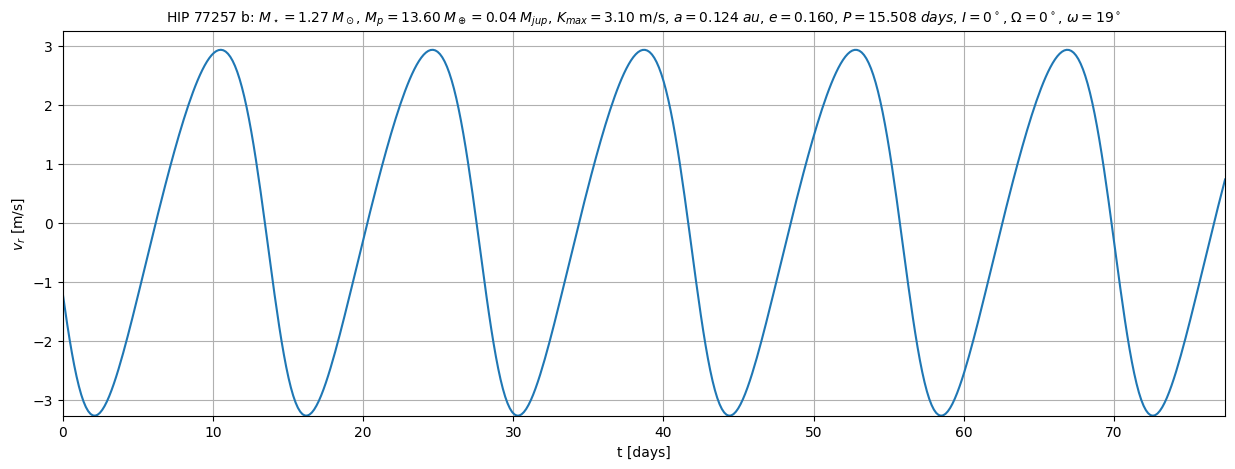 HIP 77257 b: M⋆ = 1.27 M⊙, Mp = 13.60 M⊕ = 0.04 Mjup, Kmax = 3.10 m/s, a = 0.124 au, e = 0.160, P = 15.508 days, I = 0°, Ω = 0°, ω = 19°
3
2
1
0
−1
−2
−3
vr [m/s]
0 10 20 30 40 50 60 70
t [days]